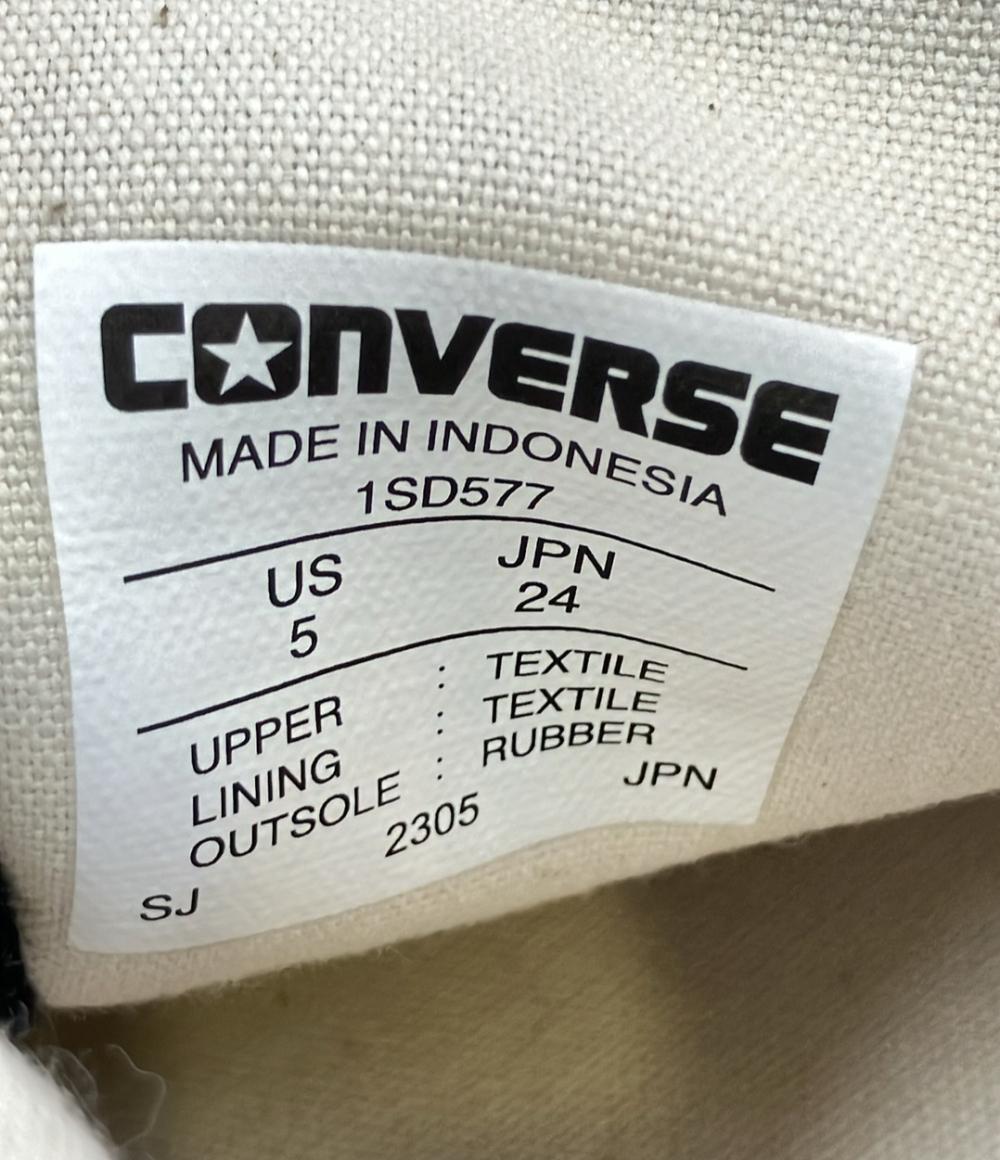 CONVERSE
MADE IN INDONESIA
1SD577
US JPN
5 24
UPPER : TEXTILE
LINING : TEXTILE
OUTSOLE : RUBBER
2305 JPN
SJ